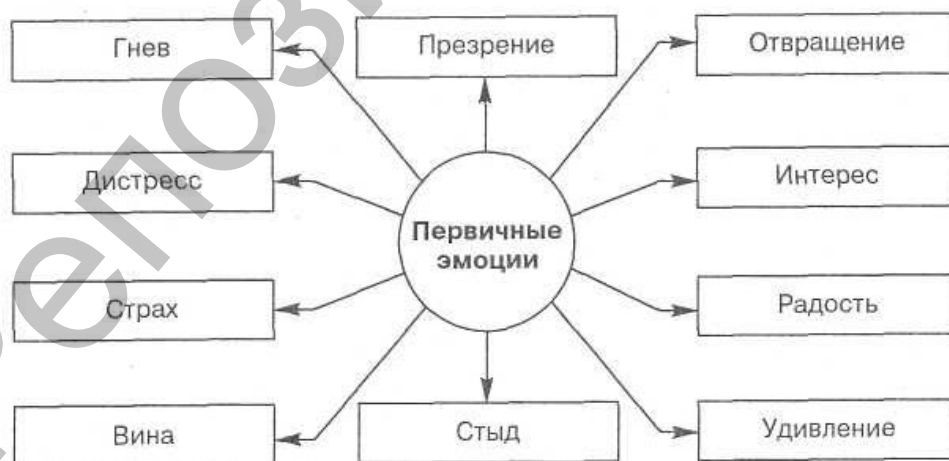 Гнев
Презрение
Отвращение
Дистресс
Интерес
Первичные
эмоции
Страх
Радость
Вина
Стыд
Удивление